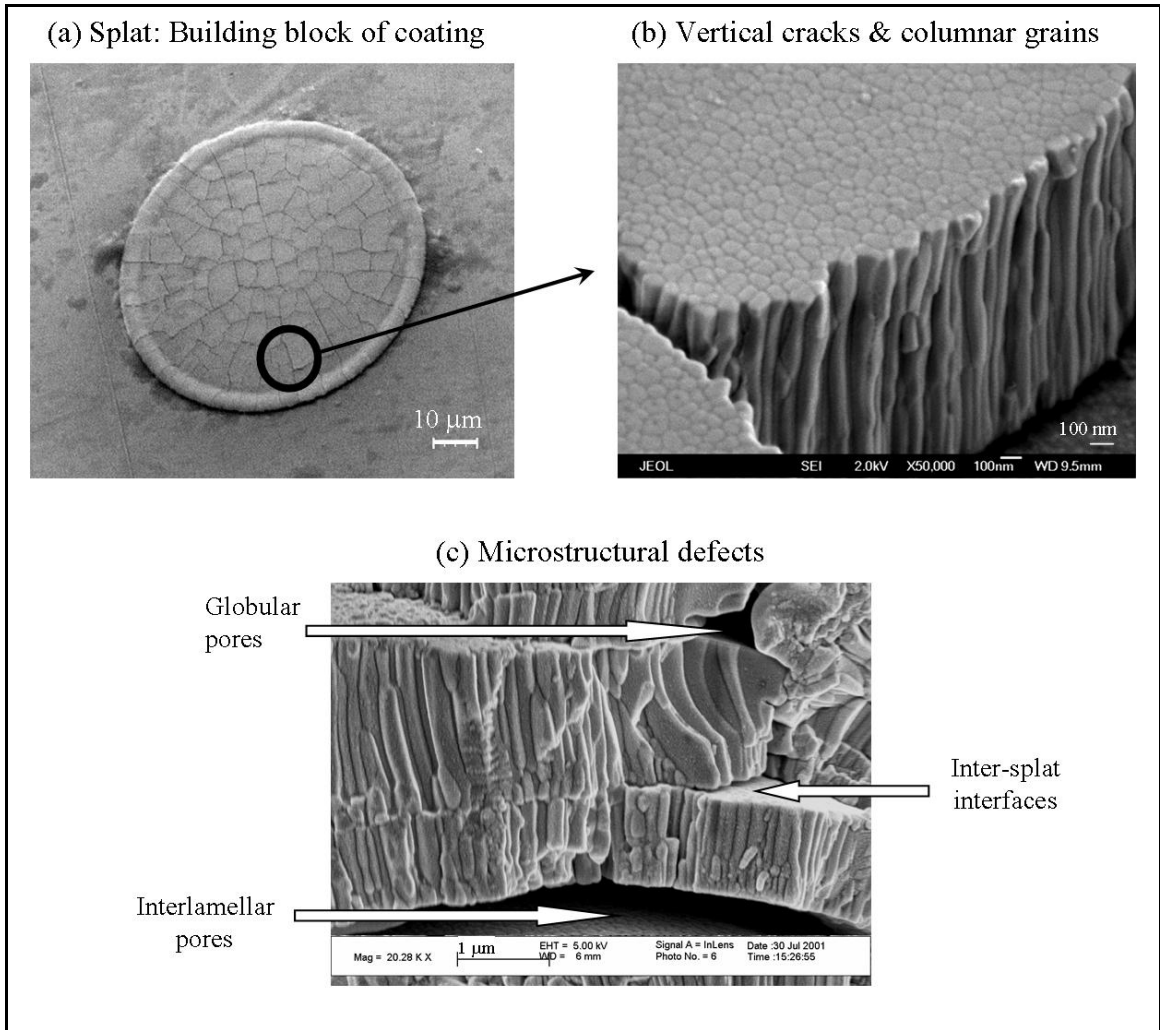 (a) Splat: Building block of coating
(b) Vertical cracks & columnar grains
10 μm
100 nm
JEOL SEI 2.0kV X50,000 100nm WD 9.5mm
(c) Microstructural defects
Globular
pores
Inter-splat
interfaces
Interlamellar
pores
Mag = 20.28 K X
1 μm
EHT = 5.00 kV
WD = 6 mm
Signal A = InLens
Photo No. = 6
Date :30 Jul 2001
Time :15:26:55